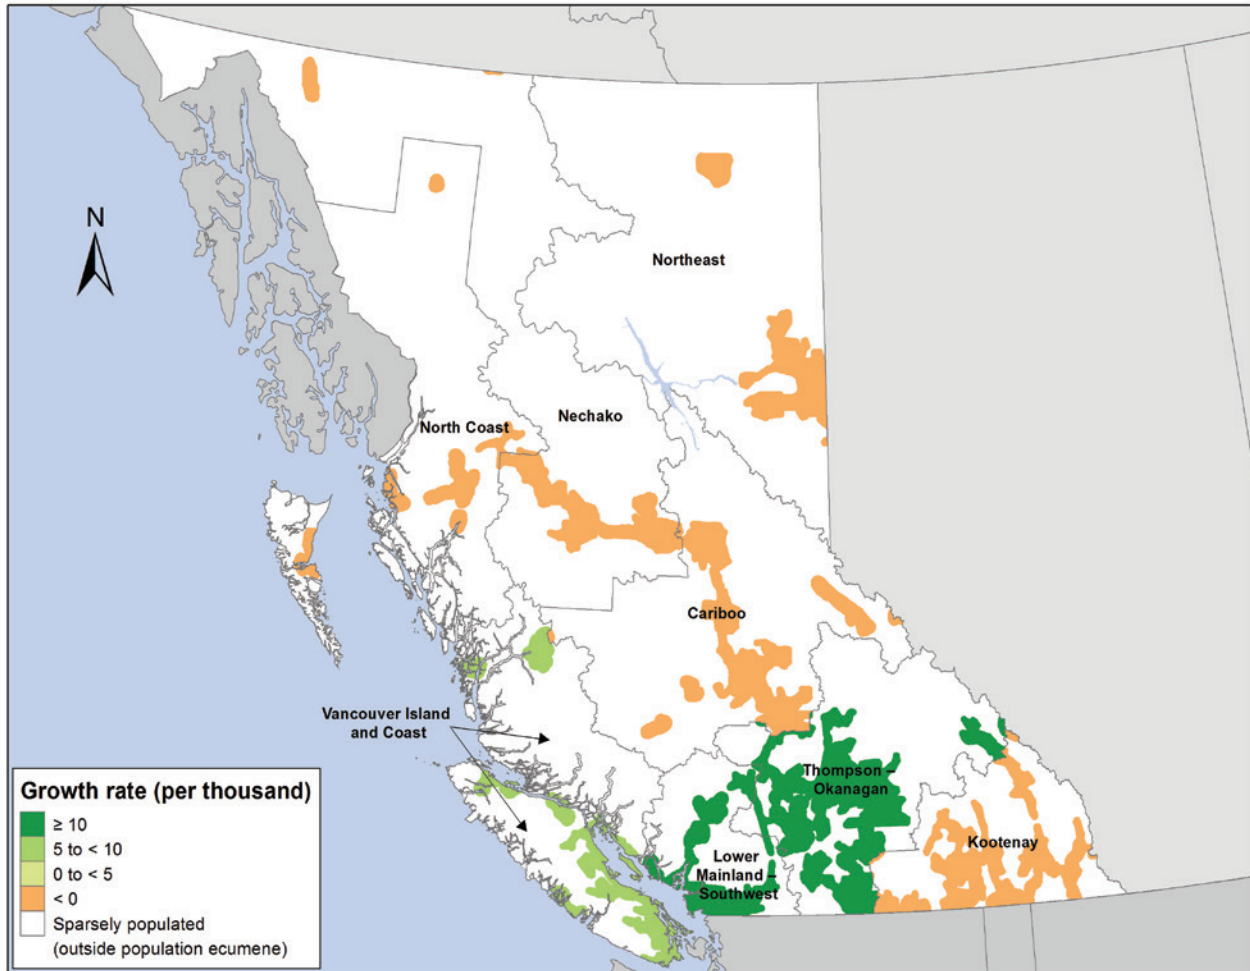 N
Northeast
North Coast
Nechako
Cariboo
Vancouver Island
and Coast
Thompson –
Okanagan
Kootenay
Lower
Mainland –
Southwest
Growth rate (per thousand)
≥ 10
5 to < 10
0 to < 5
< 0
Sparsely populated
(outside population ecumene)